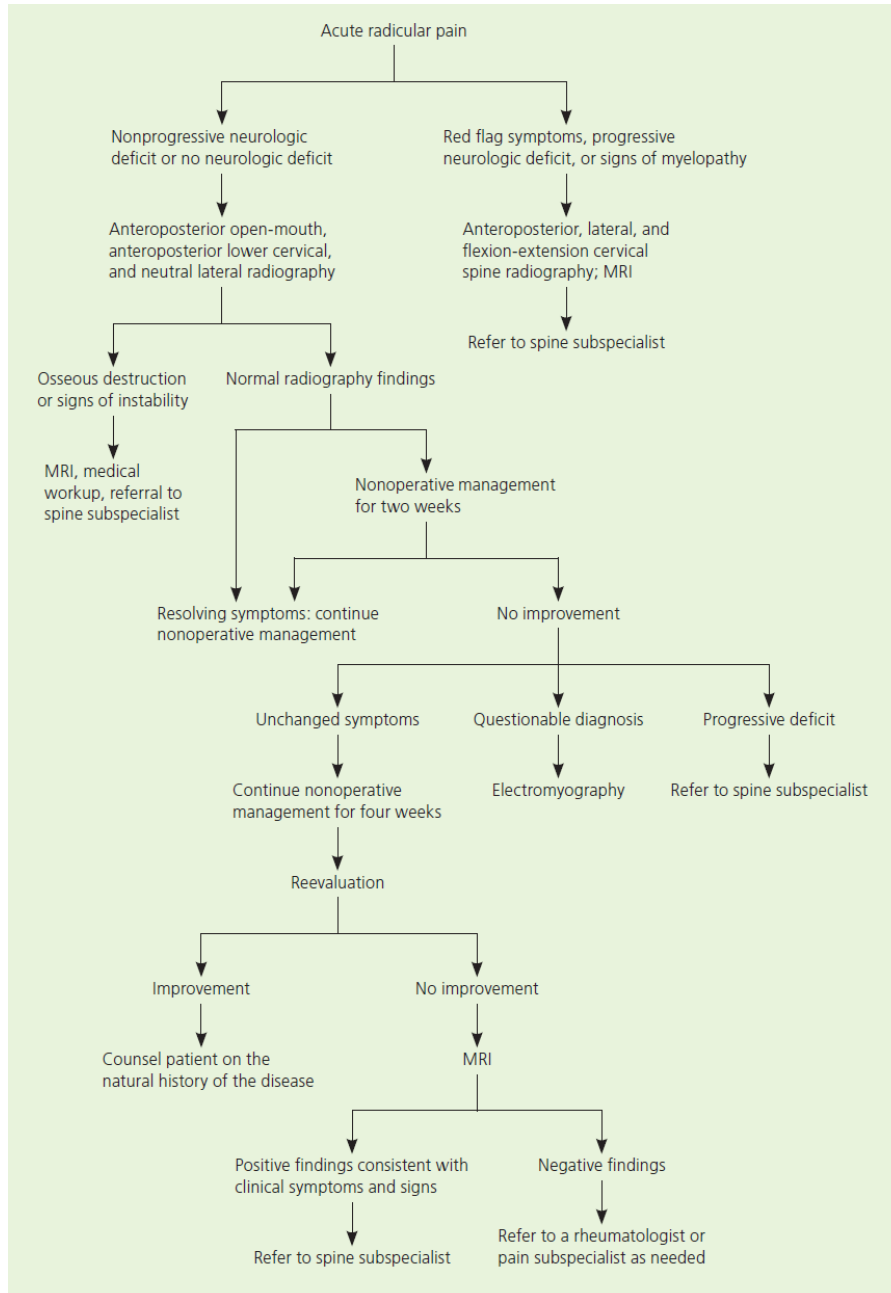 Acute radicular pain
Nonprogressive neurologic
deficit or no neurologic deficit
Red flag symptoms, progressive
neurologic deficit, or signs of myelopathy
Anteroposterior open-mouth,
anteroposterior lower cervical,
and neutral lateral radiography
Anteroposterior, lateral, and
flexion-extension cervical
spine radiography; MRI
Refer to spine subspecialist
Osseous destruction
or signs of instability
Normal radiography findings
MRI, medical
workup, referral to
spine subspecialist
Nonoperative management
for two weeks
Resolving symptoms: continue
nonoperative management
No improvement
Unchanged symptoms
Questionable diagnosis
Progressive deficit
Continue nonoperative
management for four weeks
Electromyography
Refer to spine subspecialist
Reevaluation
Improvement
No improvement
Counsel patient on the
natural history of the disease
MRI
Positive findings consistent with
clinical symptoms and signs
Negative findings
Refer to spine subspecialist
Refer to a rheumatologist or
pain subspecialist as needed